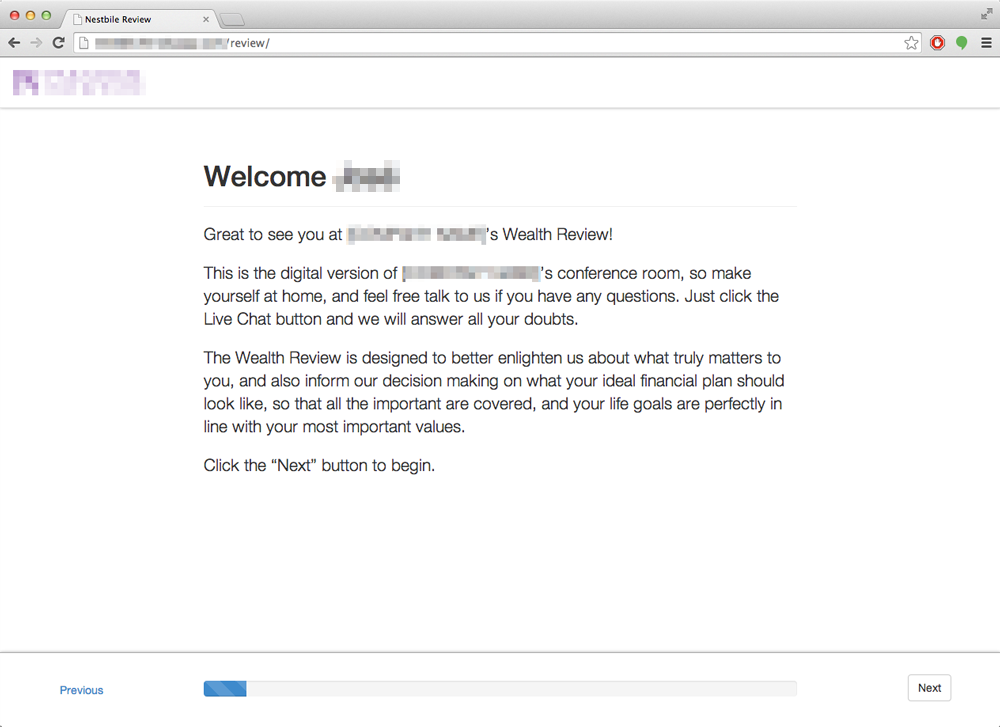 Nestbile Review
/review/
Welcome
Great to see you at 's Wealth Review!
This is the digital version of 's conference room, so make
yourself at home, and feel free talk to us if you have any questions. Just click the
Live Chat button and we will answer all your doubts.
The Wealth Review is designed to better enlighten us about what truly matters to
you, and also inform our decision making on what your ideal financial plan should
look like, so that all the important are covered, and your life goals are perfectly in
line with your most important values.
Click the “Next” button to begin.
Previous
Next